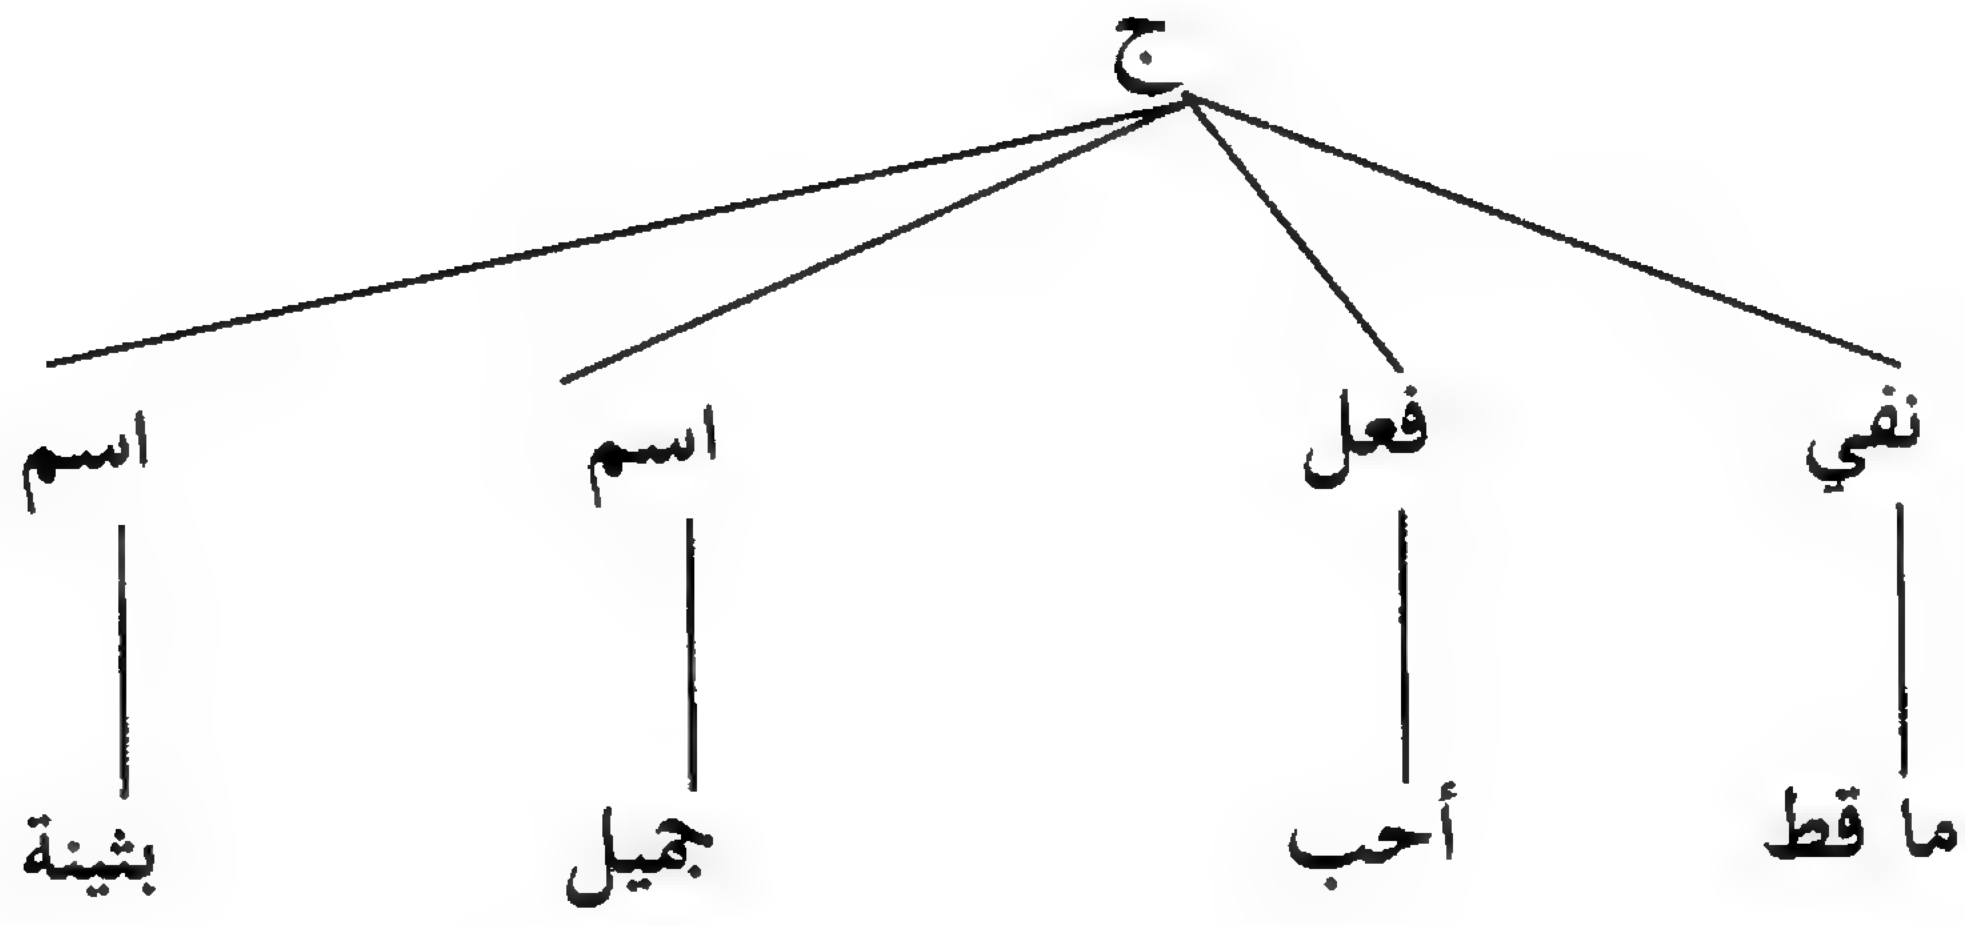 ج
نفي فعل اسم اسم
ما قط أحب جميل بثينة